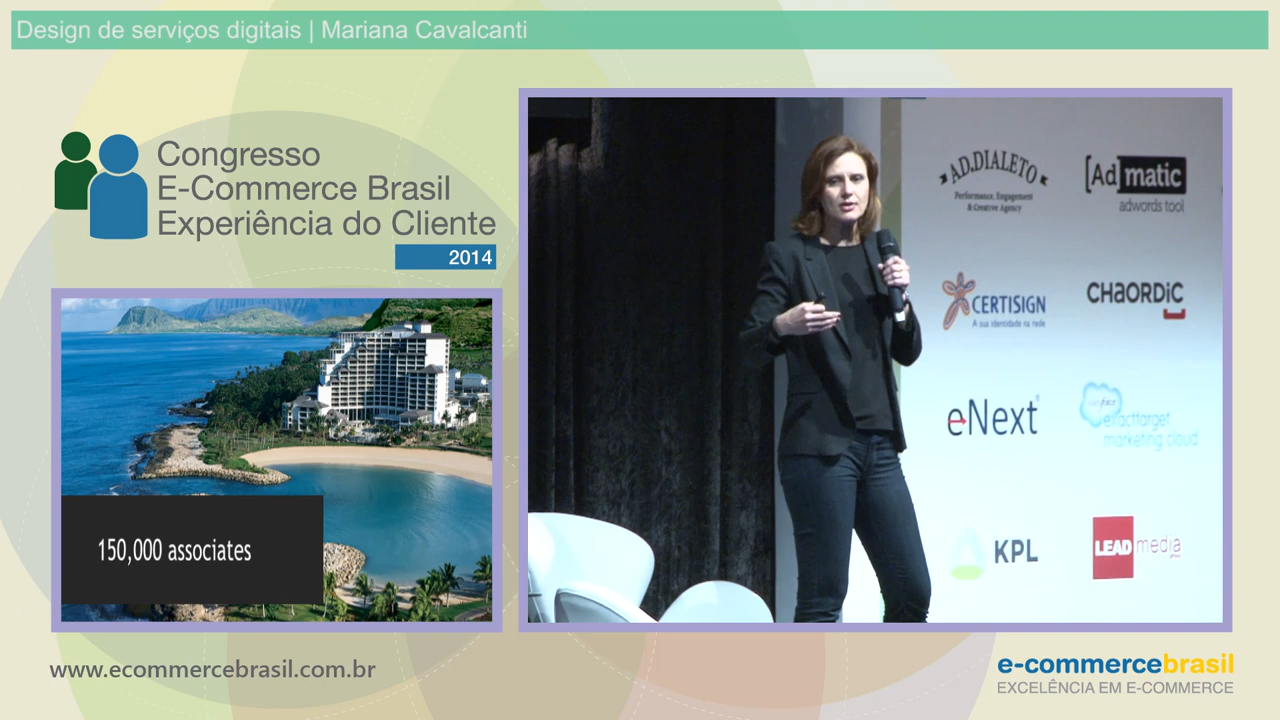 Design de serviços digitais | Mariana Cavalcanti
Congresso
E-Commerce Brasil
Experiência do Cliente
2014
150,000 associates
AD.DIALETO
Performance, Engagement
& Creative Agency
[Ad]matic
adwords tool
CERTISIGN
A sua identidade na rede
CHAORDIC
eNext
salesforce
exacttarget
marketing cloud
KPL
LEAD media
www.ecommercebrasil.com.br
e-commercebrasil
EXCELÊNCIA EM E-COMMERCE